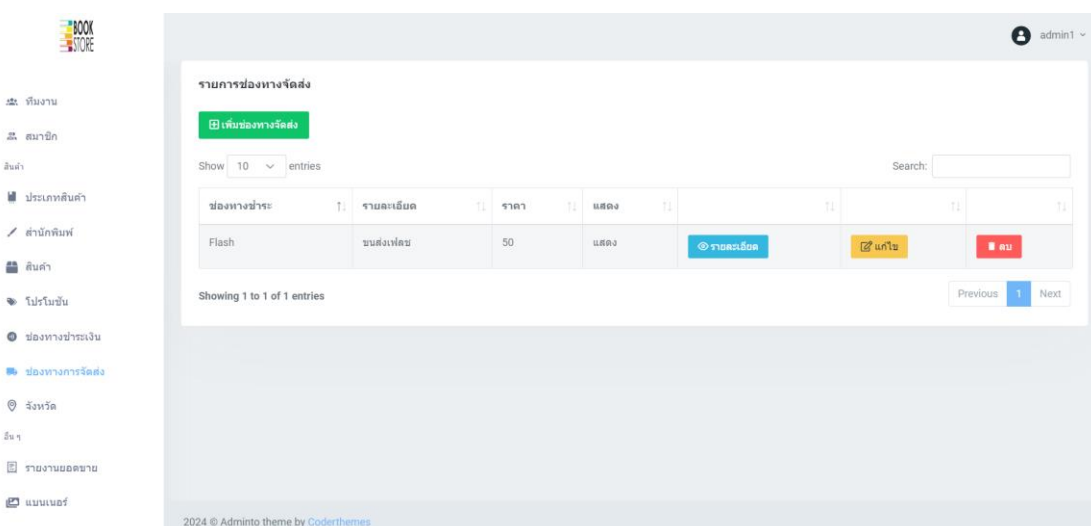 BOOK
STORE
admin1
ทีมงาน
สมาชิก
สินค้า
ประเภทสินค้า
สำนักพิมพ์
สินค้า
โปรโมชั่น
ช่องทางชำระเงิน
ช่องทางการจัดส่ง
จังหวัด
อื่น ๆ
รายงานยอดขาย
แบนเนอร์
รายการช่องทางจัดส่ง
เพิ่มช่องทางจัดส่ง
Show 10 entries Search:
ช่องทางชำระ รายละเอียด ราคา แสดง
Flash ขนส่งเฟลช 50 แสดง รายละเอียด แก้ไข ลบ
Showing 1 to 1 of 1 entries Previous 1 Next
2024 © Adminto theme by Coderthemes